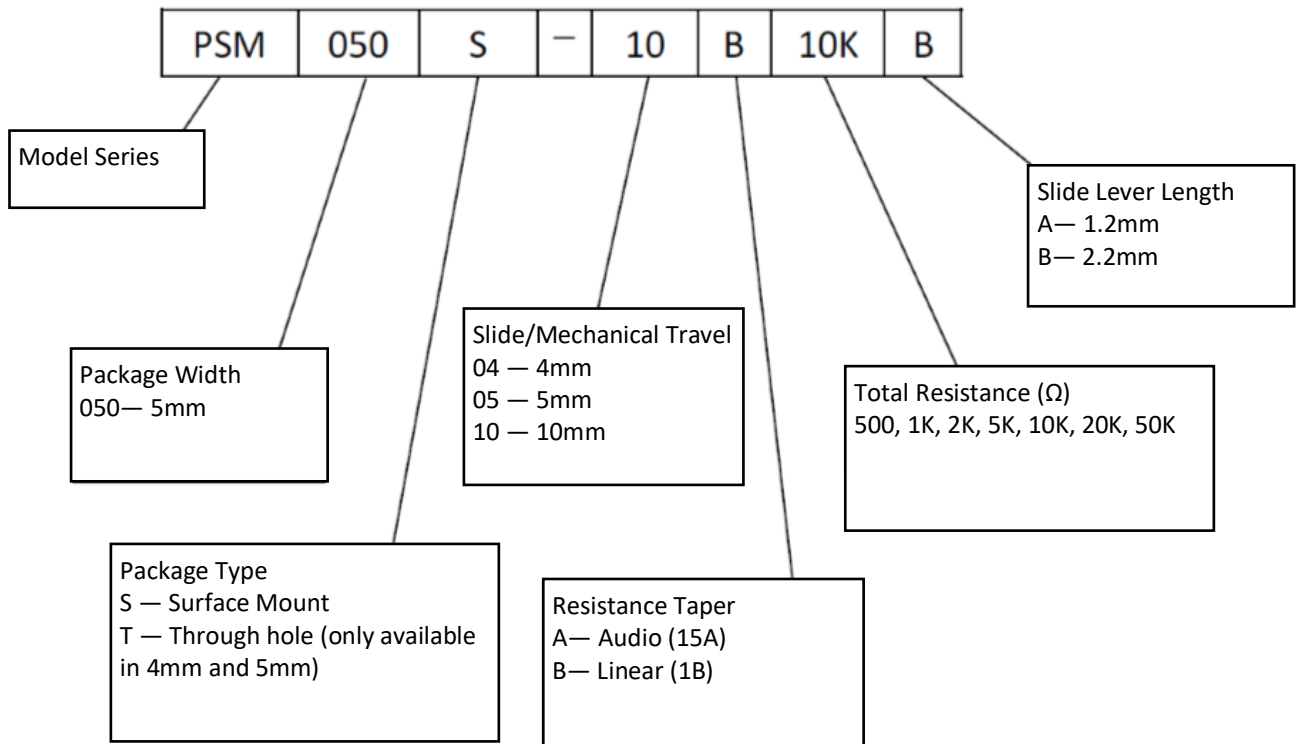 PSM 050 S – 10 B 10K B
Model Series
Slide Lever Length
A— 1.2mm
B— 2.2mm
Package Width
050— 5mm
Slide/Mechanical Travel
04 — 4mm
05 — 5mm
10 — 10mm
Total Resistance (Ω)
500, 1K, 2K, 5K, 10K, 20K, 50K
Package Type
S — Surface Mount
T — Through hole (only available
in 4mm and 5mm)
Resistance Taper
A— Audio (15A)
B— Linear (1B)